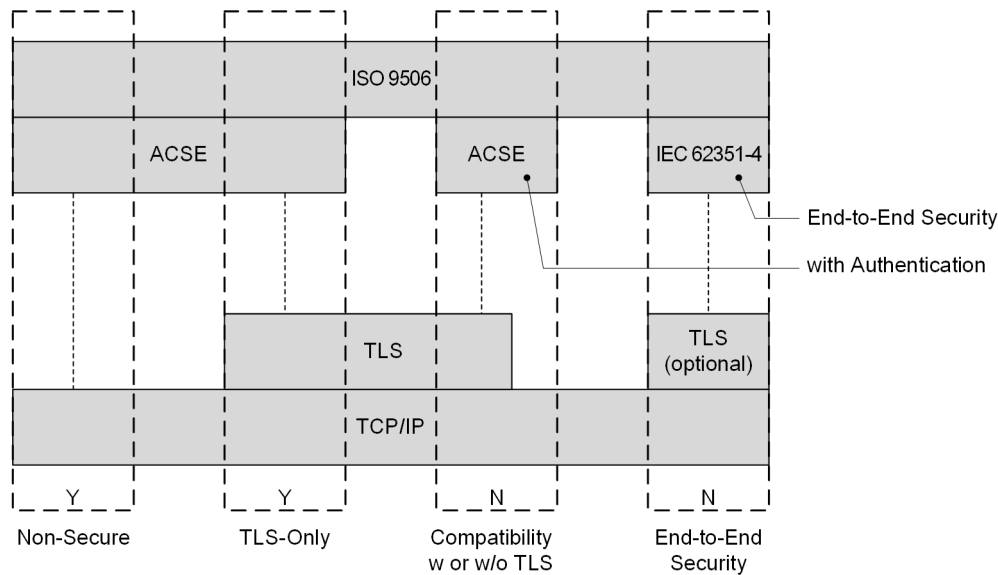 ISO 9506
ACSE
ACSE
IEC 62351-4
End-to-End Security
with Authentication
TLS
TLS
(optional)
TCP/IP
Y
Y
N
N
Non-Secure
TLS-Only
Compatibility
w or w/o TLS
End-to-End
Security